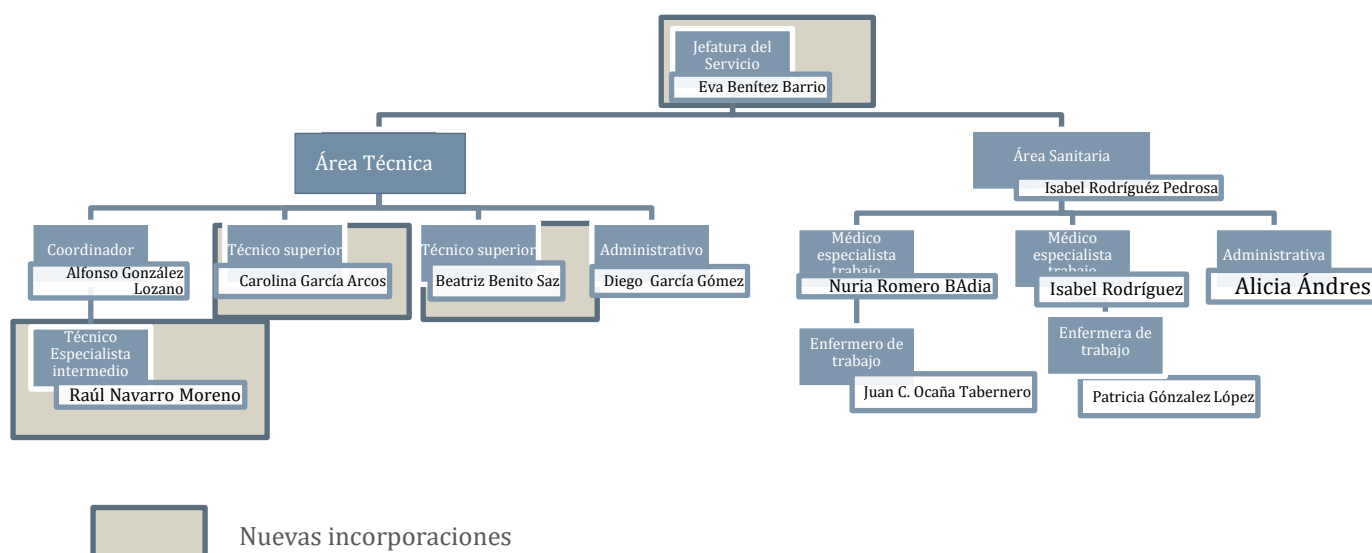 Jefatura del
Servicio
Eva Benítez Barrio
Área Técnica
Área Sanitaria
Isabel Rodríguéz Pedrosa
Coordinador
Alfonso González
Lozano
Técnico superior
Carolina García Arcos
Técnico superior
Beatriz Benito Saz
Administrativo
Diego García Gómez
Médico
especialista
trabajo
Nuria Romero BAdia
Médico
especialista
trabajo
Isabel Rodríguez
Administrativa
Alicia Ándres
Técnico
Especialista
intermedio
Raúl Navarro Moreno
Enfermero de
trabajo
Juan C. Ocaña Tabernero
Enfermera de
trabajo
Patricia Gónzalez López
Nuevas incorporaciones